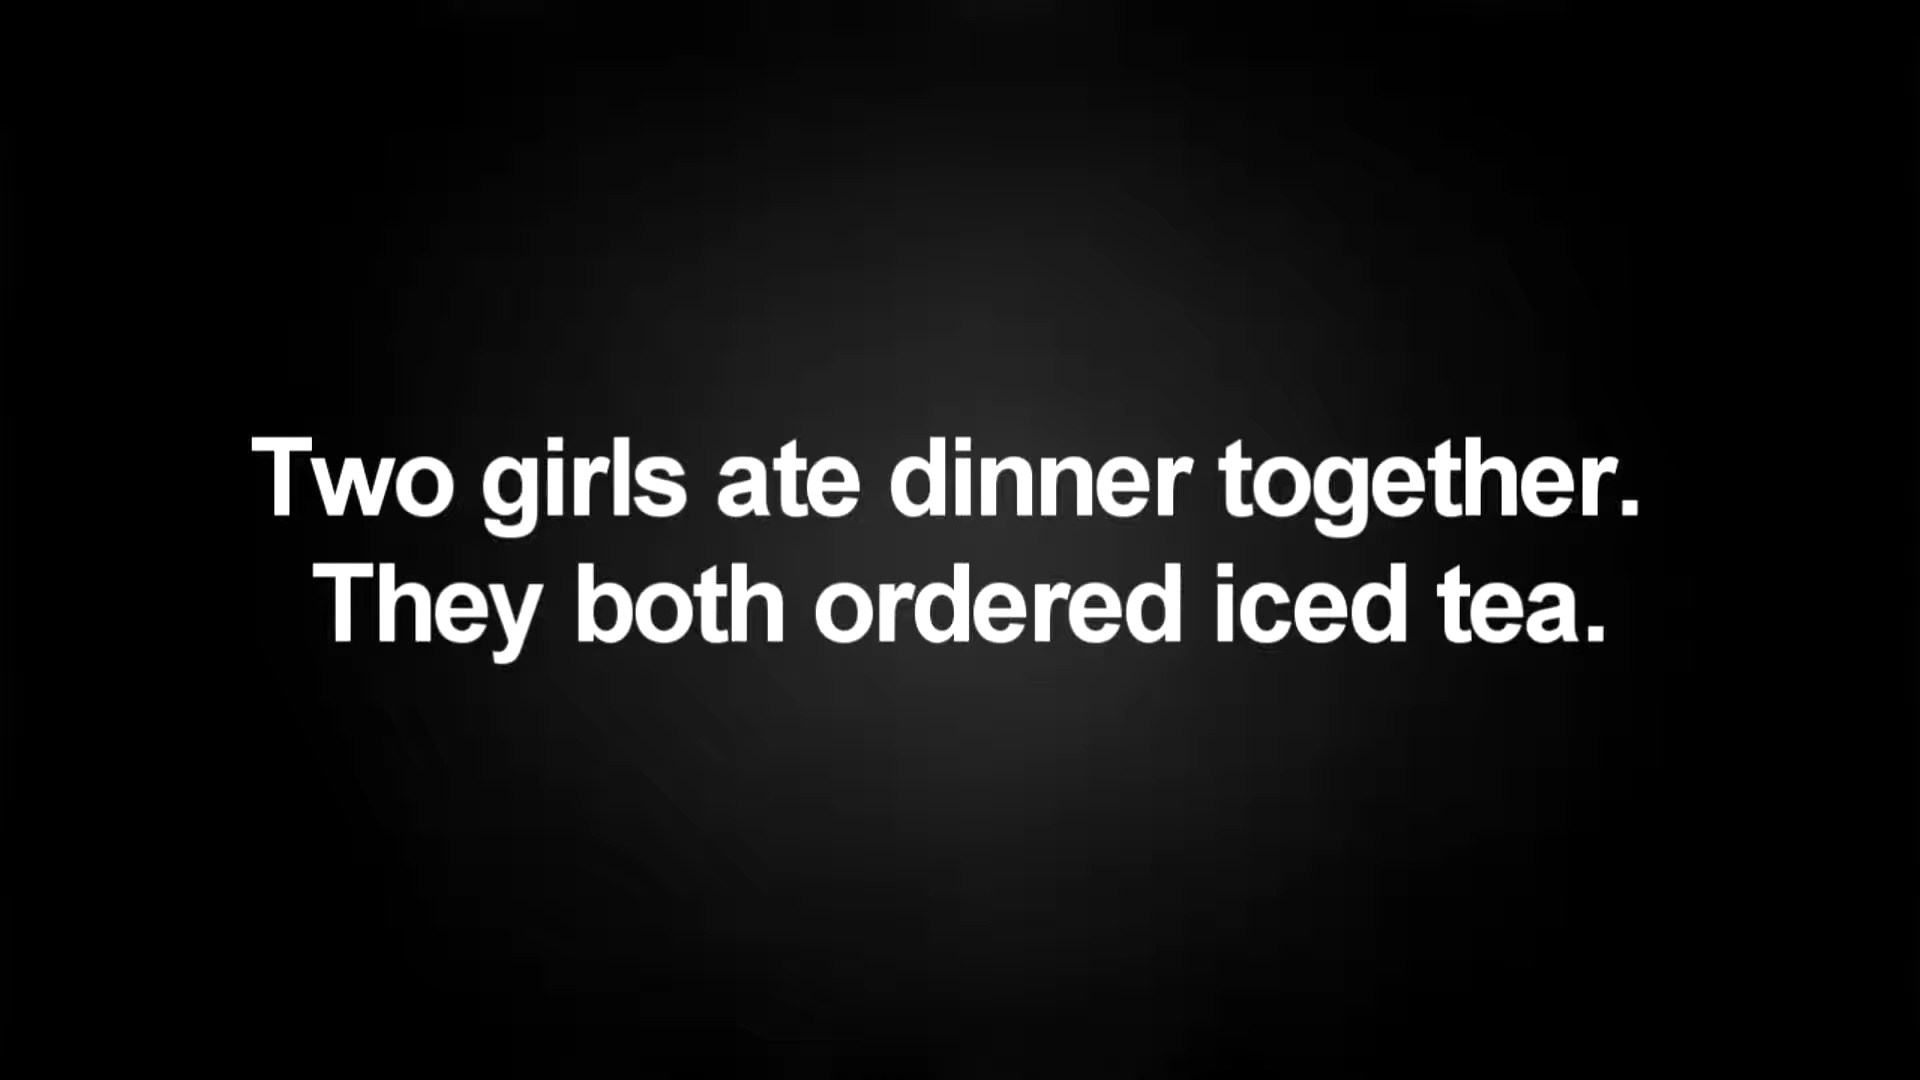 Two girls ate dinner together.
They both ordered iced tea.